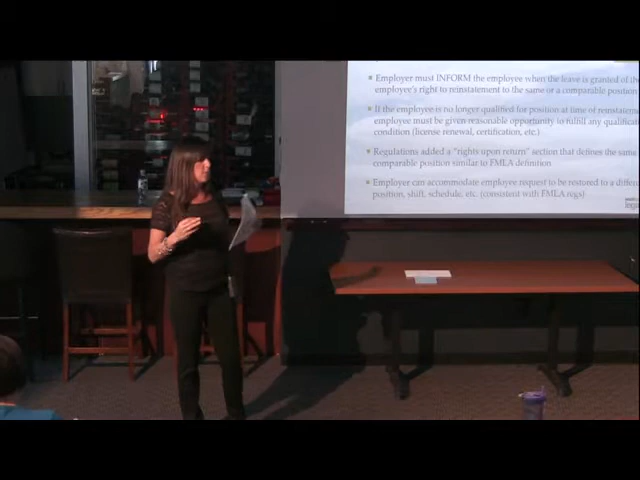 Employer must INFORM the employee when the leave is granted of the
employee's right to reinstatement to the same or a comparable position
If the employee is no longer qualified for position at time of reinstatem
employee must be given reasonable opportunity to fulfill any qualificat
condition (license renewal, certification, etc.)
Regulations added a "rights upon return" section that defines the same
comparable position similar to FMLA definition
Employer can accommodate employee request to be restored to a differ
position, shift, schedule, etc. (consistent with FMLA regs)